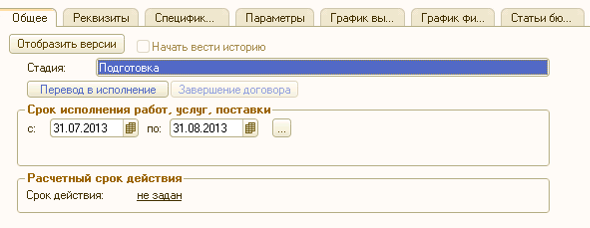 Общее Реквизиты Специфик... Параметры График вы... График фи... Статьи бю...
Отобразить версии Начать вести историю
Стадия: Подготовка
Перевод в исполнение Завершение договора
Срок исполнения работ, услуг, поставки
с: 31.07.2013 по: 31.08.2013 ...
Расчетный срок действия
Срок действия: не задан